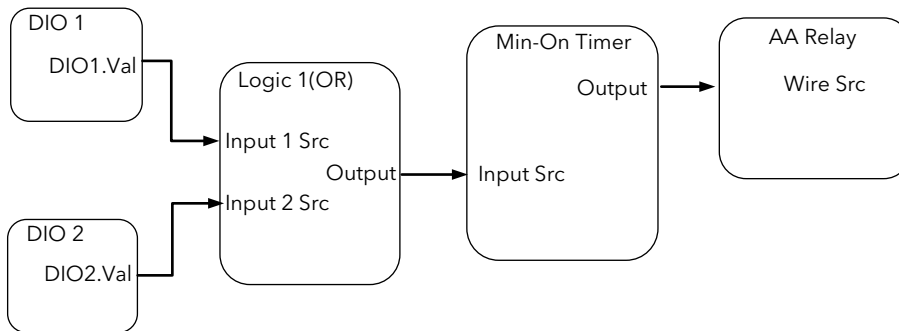 DIO 1
DIO1.Val
DIO 2
DIO2.Val
Logic 1(OR)
Input 1 Src
Output
Input 2 Src
Min-On Timer
Output
Input Src
AA Relay
Wire Src